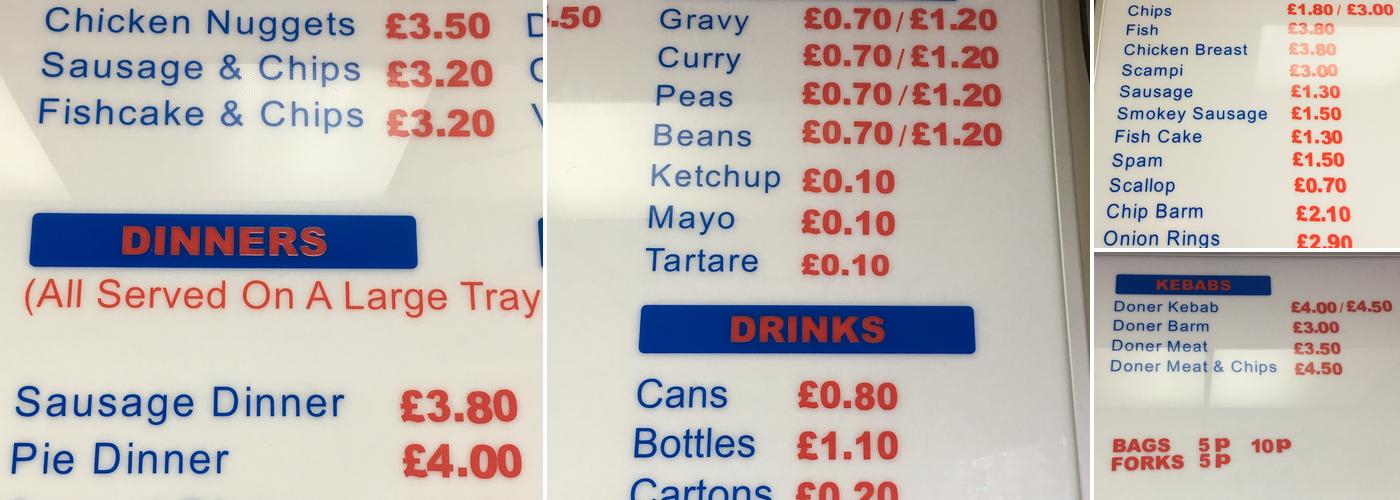 Chicken Nuggets £3.50
Sausage & Chips £3.20
Fishcake & Chips £3.20
DINNERS
(All Served On A Large Tray
Sausage Dinner £3.80
Pie Dinner £4.00
.50
Gravy £0.70/£1.20
Curry £0.70/£1.20
Peas £0.70/£1.20
Beans £0.70/£1.20
Ketchup £0.10
Mayo £0.10
Tartare £0.10
DRINKS
Cans £0.80
Bottles £1.10
Cartons £0.20
Chips £1.80/£3.00
Fish £3.80
Chicken Breast £3.80
Scampi £3.00
Sausage £1.30
Smokey Sausage £1.50
Fish Cake £1.30
Spam £1.50
Scallop £0.70
Chip Barm £2.10
Onion Rings £2.90
KEBABS
Doner Kebab £4.00/£4.50
Doner Barm £3.00
Doner Meat £3.50
Doner Meat & Chips £4.50
BAGS 5p 10p
FORKS 5p